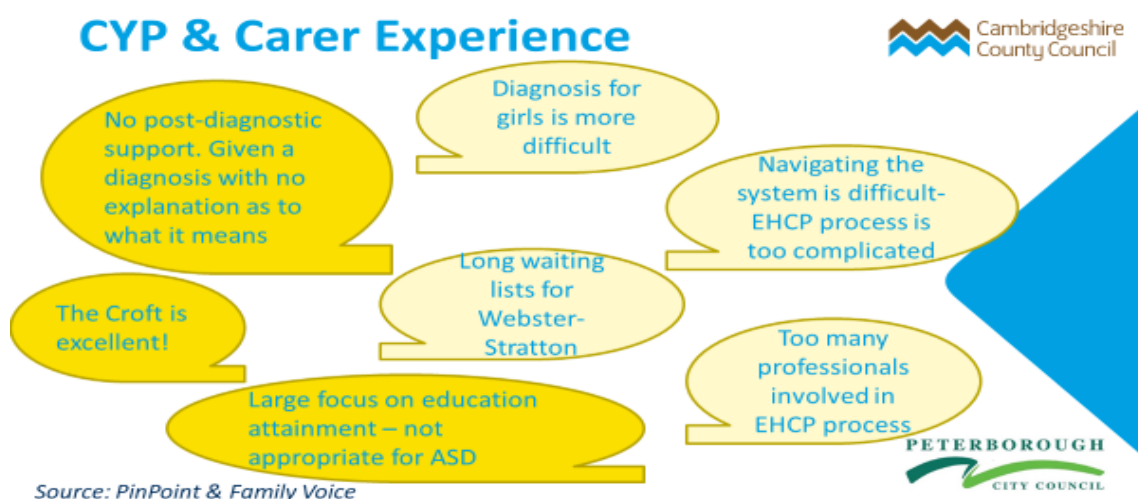 CYP & Carer Experience
Cambridgeshire
County Council
No post-diagnostic
support. Given a
diagnosis with no
explanation as to
what it means
Diagnosis for
girls is more
difficult
Navigating the
system is difficult-
EHCP process is
too complicated
The Croft is
excellent!
Long waiting
lists for
Webster-
Stratton
Too many
professionals
involved in
EHCP process
Large focus on education
attainment – not
appropriate for ASD
PETERBOROUGH
CITY COUNCIL
Source: PinPoint & Family Voice